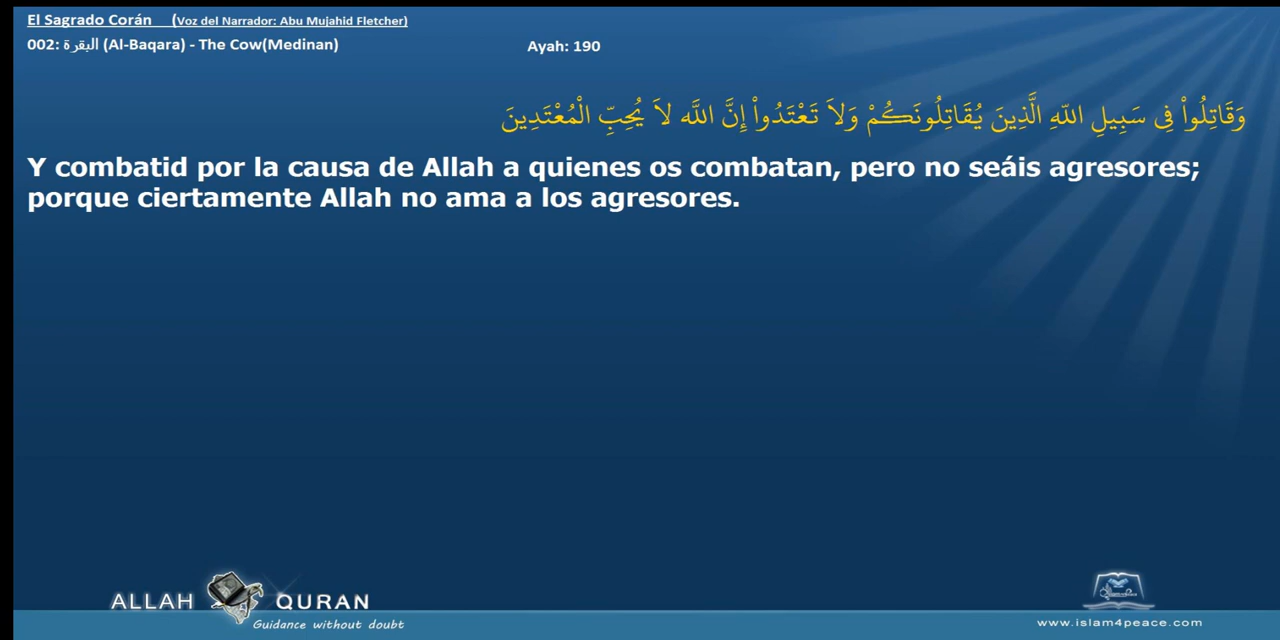 El Sagrado Corán (Voz del Narrador: Abu Mujahid Fletcher)
002: البقرة (Al-Baqara) - The Cow(Medinan) Ayah: 190
وَقَاتِلُواْ فِي سَبِيلِ اللّهِ الَّذِينَ يُقَاتِلُونَكُمْ وَلاَ تَعْتَدُواْ إِنَّ اللّه لاَ يُحِبِّ الْمُعْتَدِينَ
Y combatid por la causa de Allah a quienes os combatan, pero no seáis agresores;
porque ciertamente Allah no ama a los agresores.
ALLAH QURAN
Guidance without doubt
www.islam4peace.com